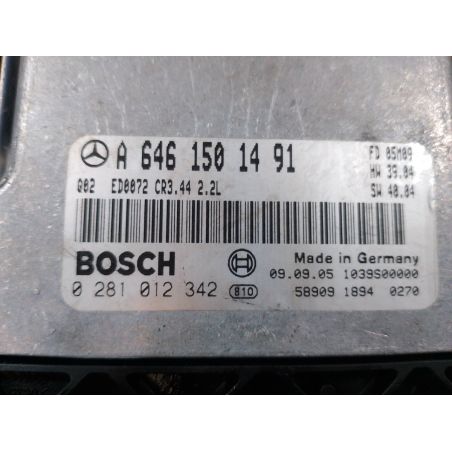 A 646 150 14 91 FD 05M09
HW 39.04
Q02 ED0072 CR3.44 2.2L SW 40.04
BOSCH Made in Germany
09.09.05 1039S00000
0 281 012 342 810 58909 1894 0270